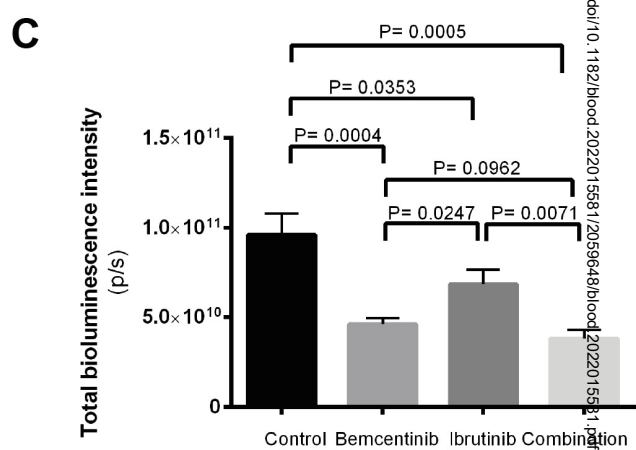 C
P= 0.0005
P= 0.0353
P= 0.0004
P= 0.0962
P= 0.0247
P= 0.0071
Total bioluminescence intensity
(p/s)
1.5×10¹¹
1.0×10¹¹
5.0×10¹⁰
0
Control Bemcentinib Ibrutinib Combination
doi/10.1182/blood.2022015581/2059648/blood.2022015581.pdf